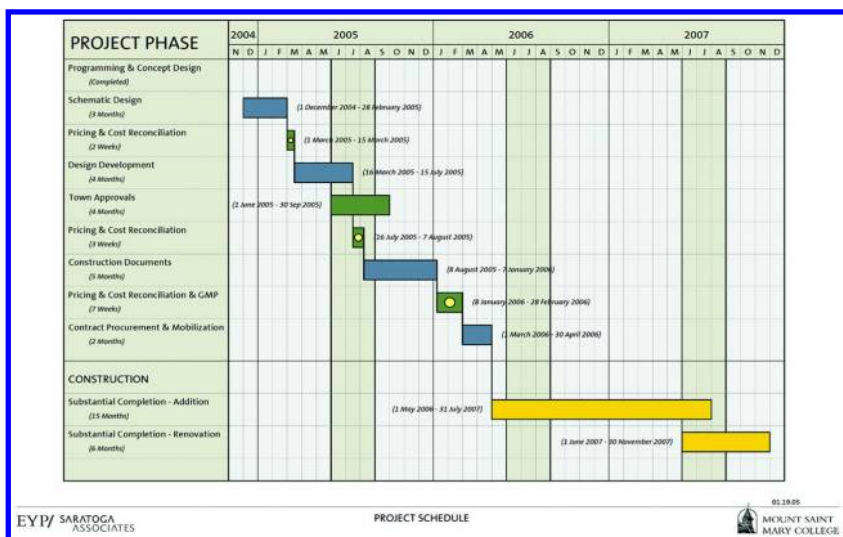 PROJECT PHASE
2004 2005 2006 2007
N D J F M A M J J A S O N D J F M A M J J A S O N D J F M A M J J A S O N D
Programming & Concept Design
(Completed)
Schematic Design
(3 Months)
(1 December 2004 - 28 February 2005)
Pricing & Cost Reconciliation
(2 Weeks)
(1 March 2005 - 15 March 2005)
Design Development
(4 Months)
(16 March 2005 - 15 July 2005)
Town Approvals
(4 Months)
(1 June 2005 - 30 Sep 2005)
Pricing & Cost Reconciliation
(3 Weeks)
(16 July 2005 - 7 August 2005)
Construction Documents
(5 Months)
(8 August 2005 - 7 January 2006)
Pricing & Cost Reconciliation & GMP
(7 Weeks)
(8 January 2006 - 28 February 2006)
Contract Procurement & Mobilization
(2 Months)
(1 March 2006 - 30 April 2006)
CONSTRUCTION
Substantial Completion - Addition
(15 Months)
(1 May 2006 - 31 July 2007)
Substantial Completion - Renovation
(6 Months)
(1 June 2007 - 30 November 2007)
01.19.05
EYP/ SARATOGA
ASSOCIATES
PROJECT SCHEDULE
MOUNT SAINT
MARY COLLEGE